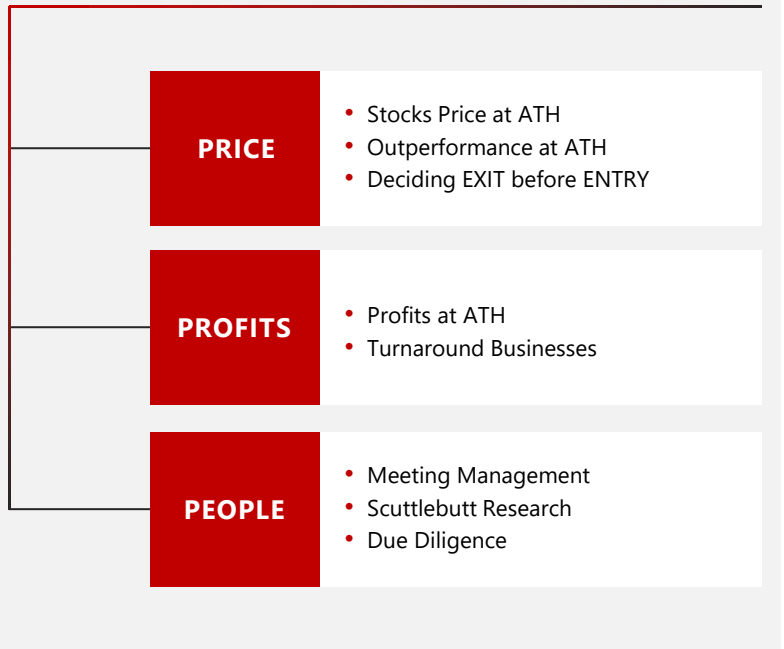 PRICE
• Stocks Price at ATH
• Outperformance at ATH
• Deciding EXIT before ENTRY
PROFITS
• Profits at ATH
• Turnaround Businesses
PEOPLE
• Meeting Management
• Scuttlebutt Research
• Due Diligence